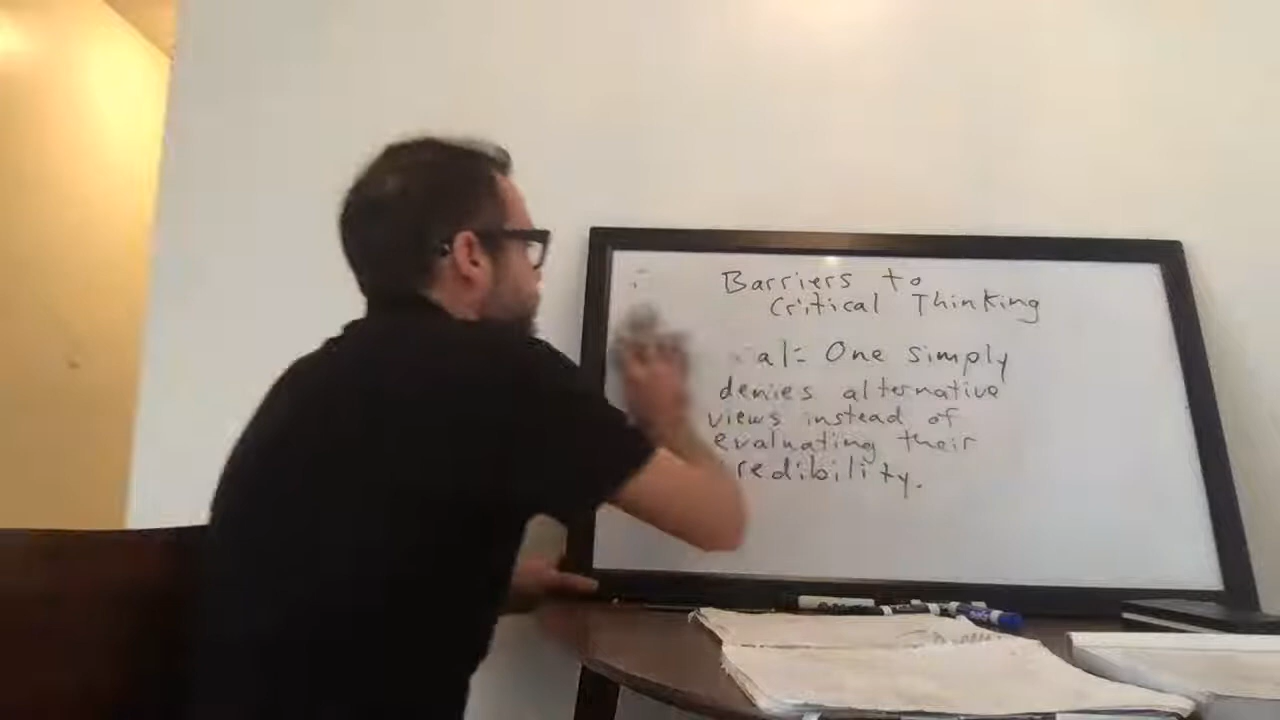 Barriers to
Critical Thinking
al: One simply
denies alternative
views instead of
evaluating their
redibility.